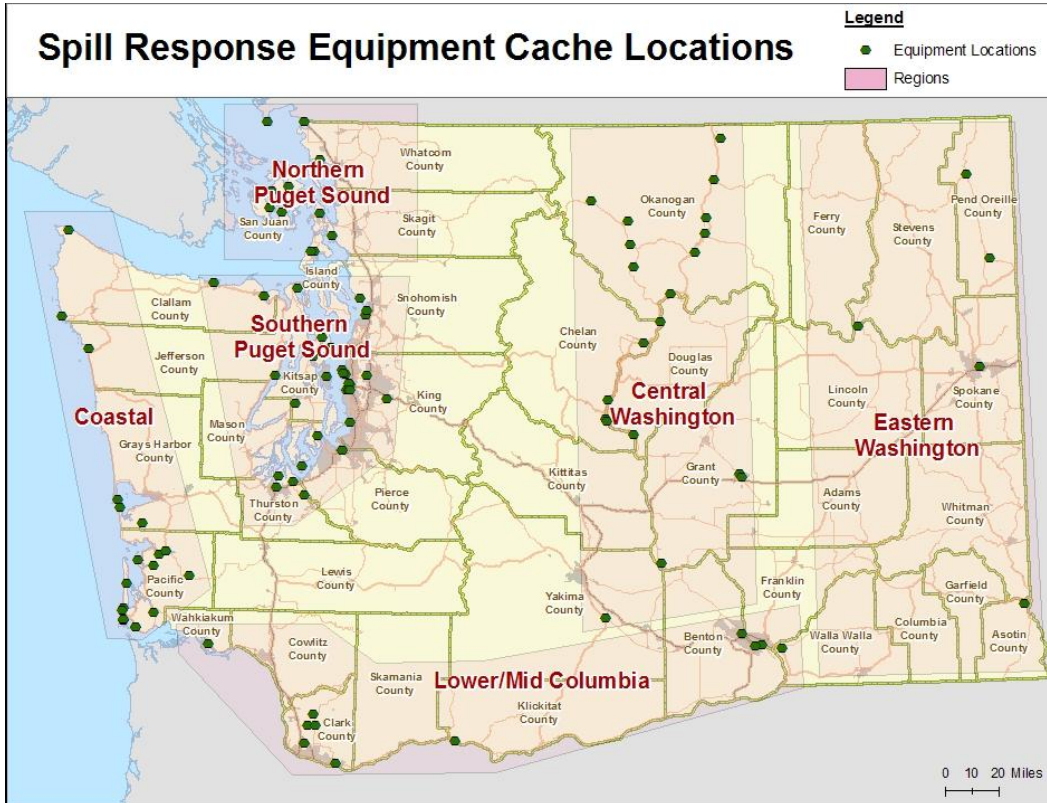 Spill Response Equipment Cache Locations
Legend
Equipment Locations
Regions
Northern
Puget Sound
Whatcom
County
San Juan
County
Skagit
County
Island
County
Snohomish
County
Clallam
County
Southern
Puget Sound
Jefferson
County
Kitsap
County
King
County
Coastal
Mason
County
Grays Harbor
County
Thurston
County
Pierce
County
Lewis
County
Pacific
County
Wahkiakum
County
Cowlitz
County
Skamania
County
Clark
County
Lower/Mid Columbia
Klickitat
County
Okanogan
County
Chelan
County
Douglas
County
Central
Washington
Kittitas
County
Grant
County
Yakima
County
Benton
County
Franklin
County
Ferry
County
Stevens
County
Pend Oreille
County
Lincoln
County
Spokane
County
Eastern
Washington
Adams
County
Whitman
County
Walla Walla
County
Columbia
County
Garfield
County
Asotin
County
0 10 20 Miles